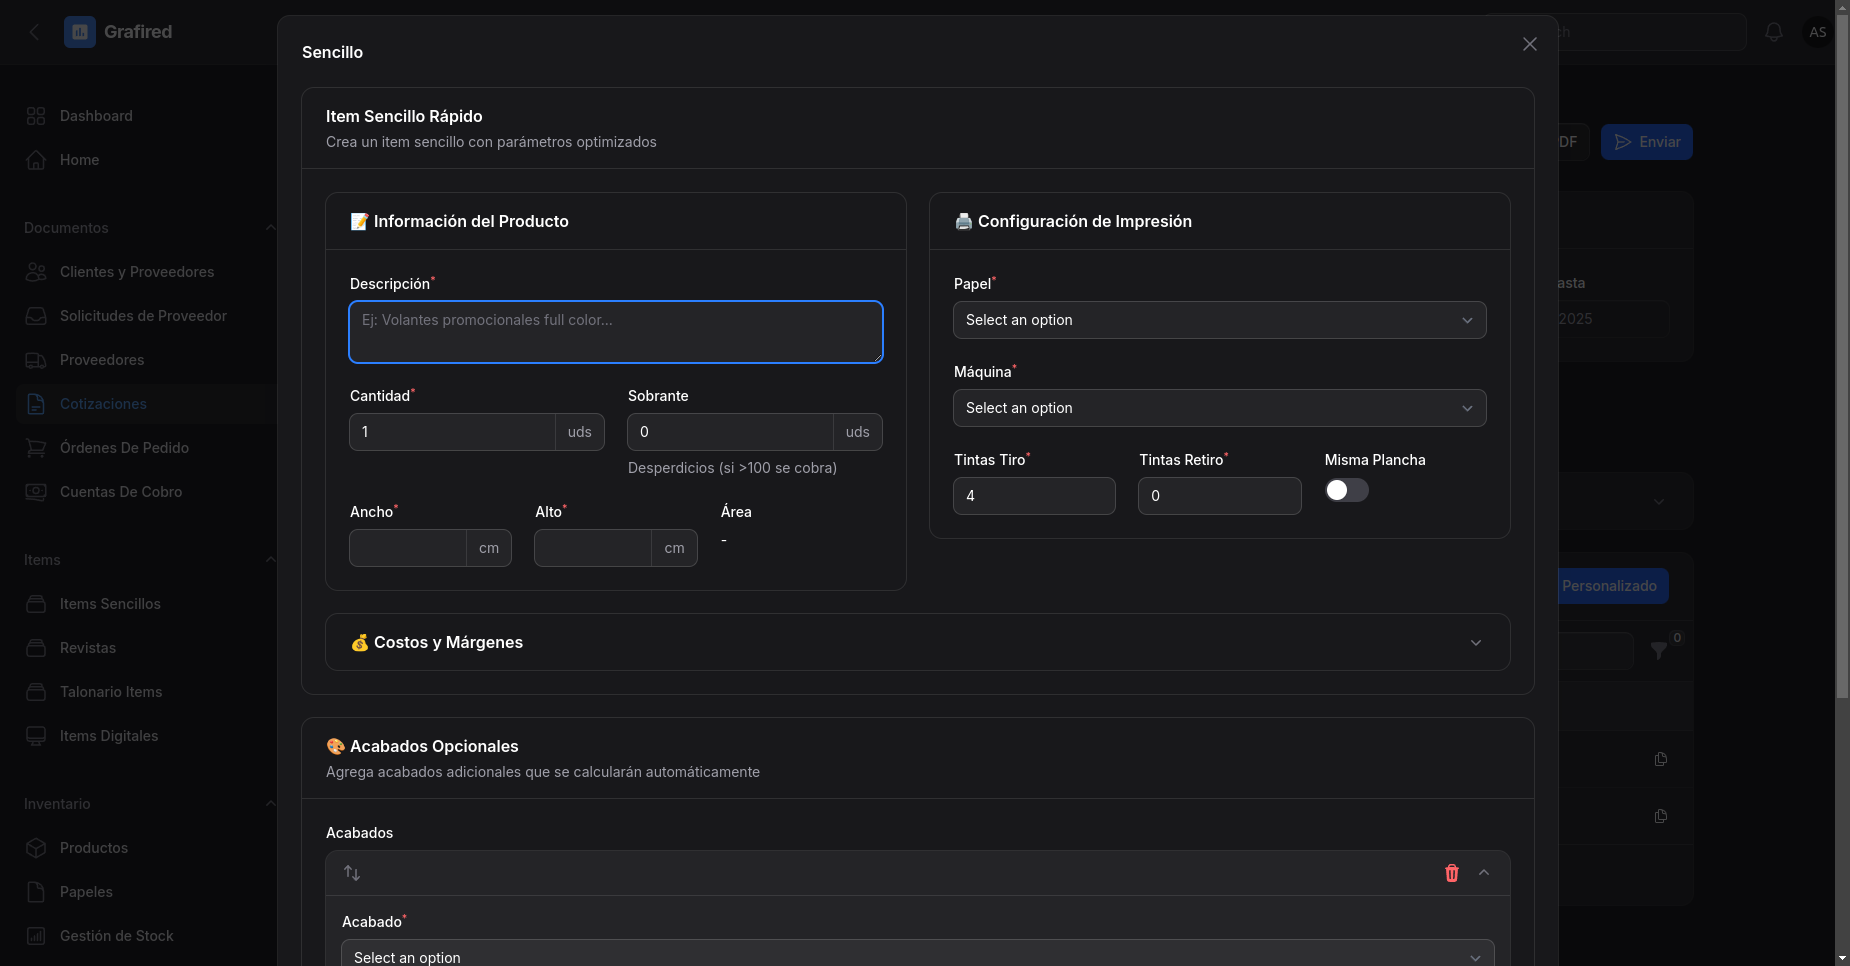 Grafired
ch
AS
Dashboard
Home
Documentos
Clientes y Proveedores
Solicitudes de Proveedor
Proveedores
Cotizaciones
Órdenes De Pedido
Cuentas De Cobro
Items
Items Sencillos
Revistas
Talonario Items
Items Digitales
Inventario
Productos
Papeles
Gestión de Stock
Sencillo
Item Sencillo Rápido
Crea un item sencillo con parámetros optimizados
📝 Información del Producto
Descripción*
Ej: Volantes promocionales full color...
Cantidad*
Sobrante
1 uds
0 uds
Desperdicios (si >100 se cobra)
Ancho*
Alto*
Área
cm
cm
-
🖨️ Configuración de Impresión
Papel*
Select an option
Máquina*
Select an option
Tintas Tiro*
Tintas Retiro*
Misma Plancha
4
0
💰 Costos y Márgenes
🎨 Acabados Opcionales
Agrega acabados adicionales que se calcularán automáticamente
Acabados
Acabado*
Select an option
DF
Enviar
asta
2025
Personalizado
0